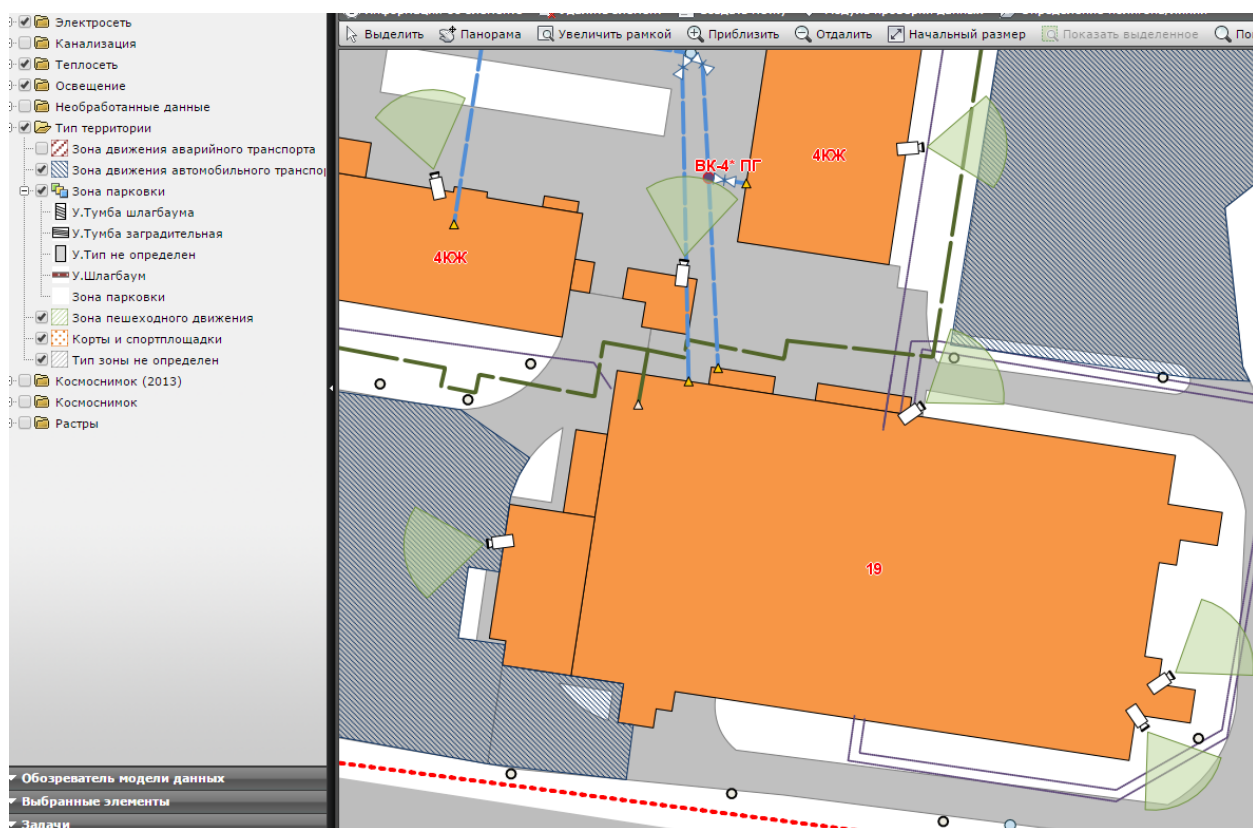 Выделить Панорама Увеличить рамкой Приблизить Отдалить Начальный размер Показать выделенное
Электросеть
Канализация
Теплосеть
Освещение
Необработанные данные
Тип территории
Зона движения аварийного транспорта
Зона движения автомобильного
Зона парковки
У.Тумба шлагбаума
У.Тумба заградительная
У.Тип не определен
У.Шлагбаум
Зона парковки
Зона пешеходного движения
Корты и спортплощадки
Тип зоны не определен
Космоснимок (2013)
Космоснимок
Растры
Обозреватель модели данных
Выбранные элементы
Задачи
4КЖ
ВК-4* ПГ
4КЖ
19